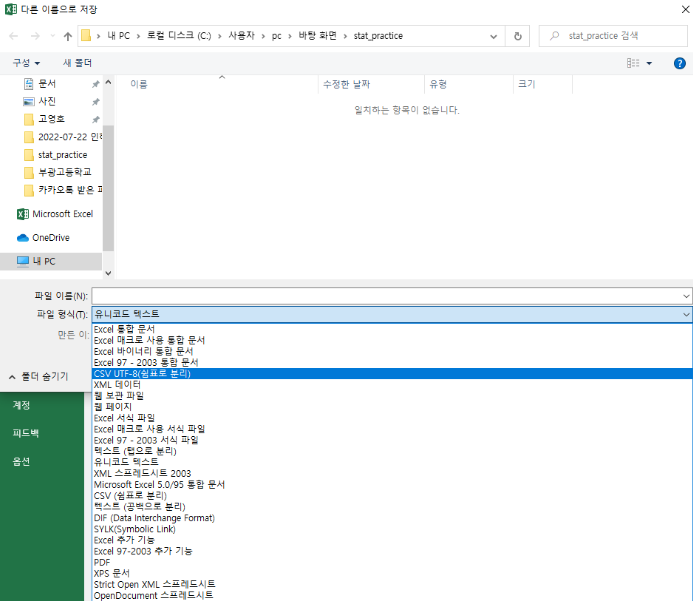 다른 이름으로 저장
내 PC > 로컬 디스크 (C:) > 사용자 > pc > 바탕 화면 > stat_practice
stat_practice 검색
구성
새 폴더
문서
사진
고영호
2022-07-22
stat_practice
부광고등학교
카카오톡 받은
Microsoft Excel
OneDrive
내 PC
이름
수정한 날짜
유형
크기
일치하는 항목이 없습니다.
파일 이름(N):
파일 형식(T): 유니코드 텍스트
만든 이:
Excel 통합 문서
Excel 매크로 사용 통합 문서
Excel 바이너리 통합 문서
Excel 97 - 2003 통합 문서
CSV UTF-8(쉼표로 분리)
XML 데이터
웹 보관 파일
웹 페이지
Excel 서식 파일
Excel 매크로 사용 서식 파일
Excel 97 - 2003 서식 파일
텍스트 (탭으로 분리)
유니코드 텍스트
XML 스프레드시트 2003
Microsoft Excel 5.0/95 통합 문서
CSV (쉼표로 분리)
텍스트 (공백으로 분리)
DIF (Data Interchange Format)
SYLK(Symbolic Link)
Excel 추가 기능
Excel 97-2003 추가 기능
PDF
XPS 문서
Strict Open XML 스프레드시트
OpenDocument 스프레드시트
폴더 숨기기
계정
피드백
옵션